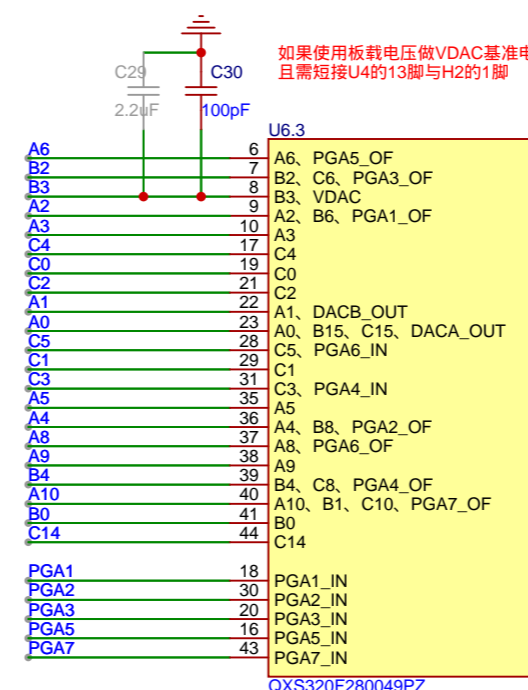 如果使用板载电压做VDAC基准
且需短接U4的13脚与H2的1脚
C29
C30
2.2uF
100pF
U6.3
A6 6 A6、PGA5_OF
B2 7 B2、C6、PGA3_OF
B3 8 B3、VDAC
A2 9 A2、B6、PGA1_OF
A3 10 A3
C4 17 C4
C0 19 C0
C2 21 C2
A1 22 A1、DACB_OUT
A0 23 A0、B15、C15、DACA_OUT
C5 28 C5、PGA6_IN
C1 29 C1
C3 31 C3、PGA4_IN
A5 35 A5
A4 36 A4、B8、PGA2_OF
A8 37 A8、PGA6_OF
A9 38 A9
B4 39 B4、C8、PGA4_OF
A10 40 A10、B1、C10、PGA7_OF
B0 41 B0
C14 44 C14
PGA1 18 PGA1_IN
PGA2 30 PGA2_IN
PGA3 20 PGA3_IN
PGA5 16 PGA5_IN
PGA7 43 PGA7_IN
QXS320F280049PZ